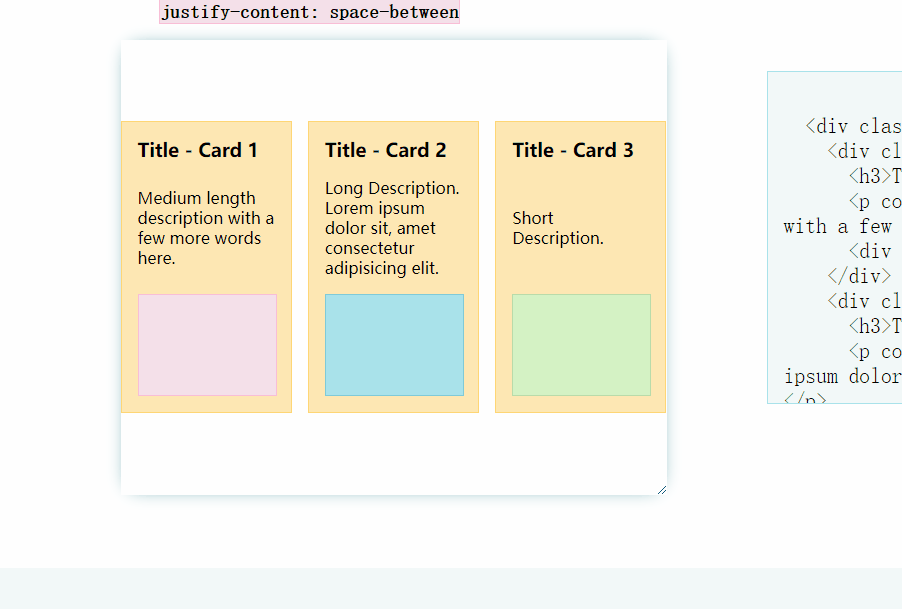 justify-content: space-between
Title - Card 1
Medium length
description with a
few more words
here.
Title - Card 2
Long Description.
Lorem ipsum
dolor sit, amet
consectetur
adipisicing elit.
Title - Card 3
Short
Description.
<div clas
<div cl
<h3>T
<p co
with a few
<div
</div>
<div cl
<h3>T
<p co
ipsum dolor
</p>